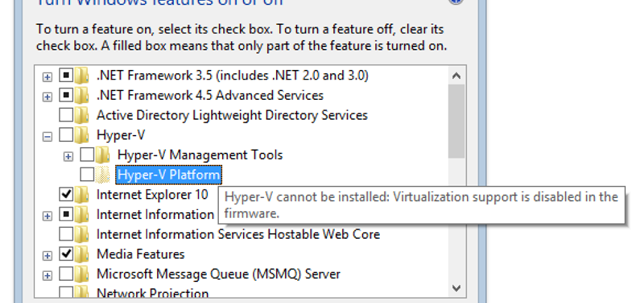 Turn Windows features on or off
To turn a feature on, select its check box. To turn a feature off, clear its
check box. A filled box means that only part of the feature is turned on.
.NET Framework 3.5 (includes .NET 2.0 and 3.0)
.NET Framework 4.5 Advanced Services
Active Directory Lightweight Directory Services
Hyper-V
Hyper-V Management Tools
Hyper-V Platform
Internet Explorer 10
Hyper-V cannot be installed: Virtualization support is disabled in the
firmware.
Internet Information
Internet Information Services Hostable Web Core
Media Features
Microsoft Message Queue (MSMQ) Server
Network Projection